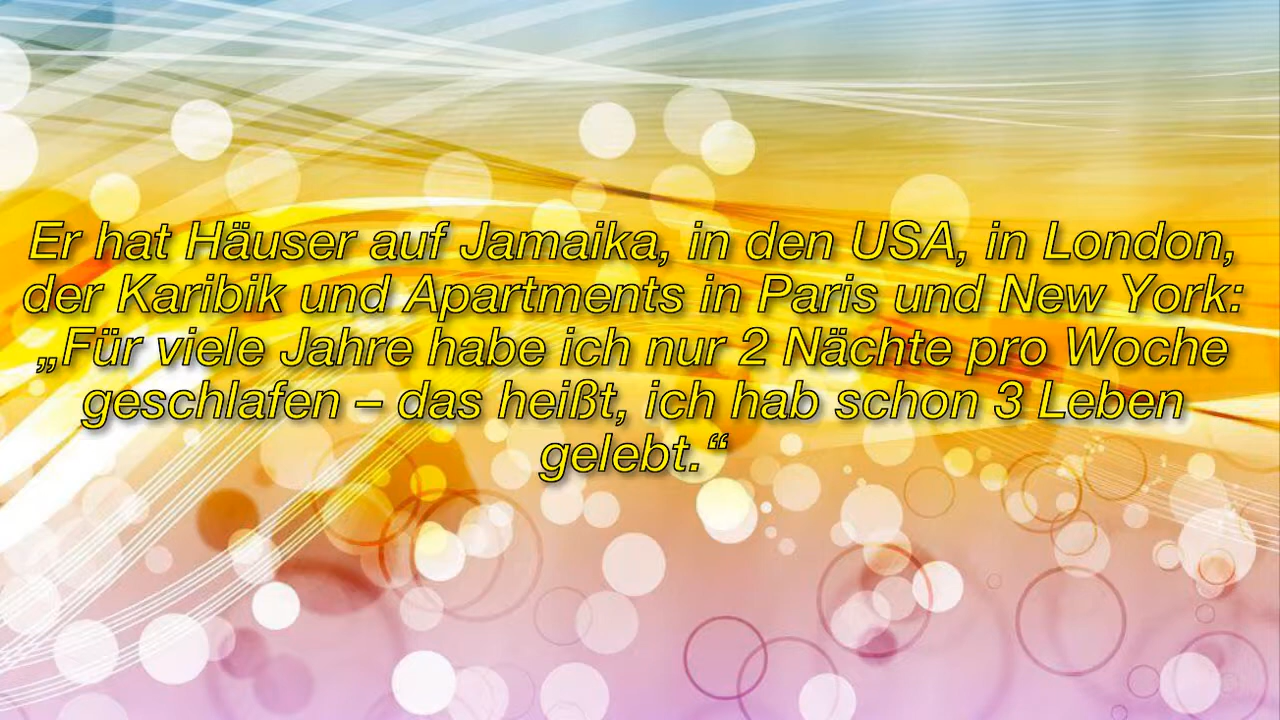 Er hat Häuser auf Jamaika, in den USA, in London,
der Karibik und Apartments in Paris und New York:
„Für viele Jahre habe ich nur 2 Nächte pro Woche
geschlafen – das heißt, ich hab schon 3 Leben
gelebt.“